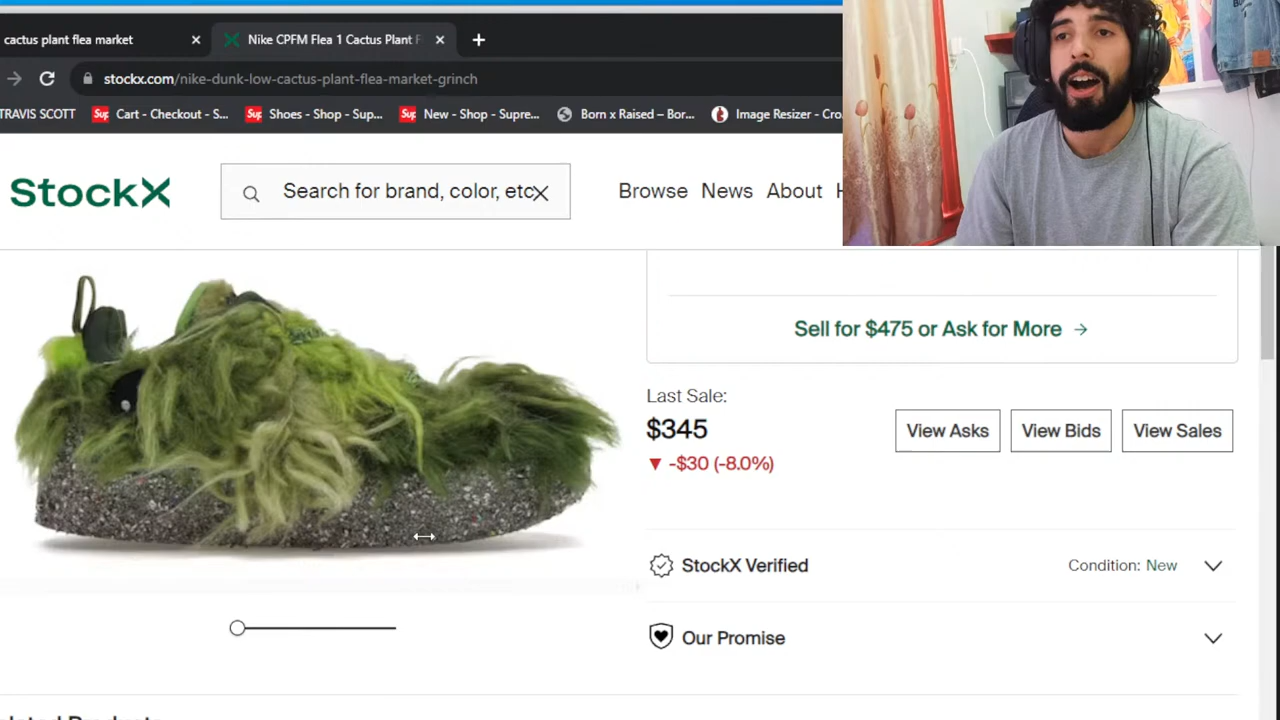 cactus plant flea market
Nike CPFM Flea 1 Cactus Plant F
stockx.com/nike-dunk-low-cactus-plant-flea-market-grinch
TRAVIS SCOTT
Sup
Cart - Checkout - S...
Sup
Shoes - Shop - Sup...
Sup
New - Shop - Supre...
Born x Raised – Bor...
Image Resizer - Cro
StockX
Search for brand, color, etc
Browse
News
About
Sell for $475 or Ask for More
Last Sale:
$345
-$30 (-8.0%)
View Asks
View Bids
View Sales
StockX Verified
Condition: New
Our Promise